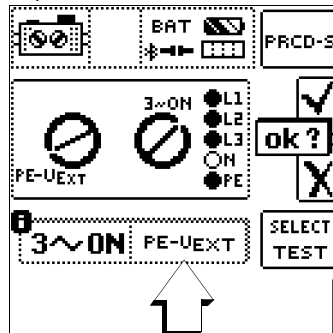 BAT
PRCD-S
3~ON
L1
L2
L3
N
PE
PE-UEXT
ok?
3~ON PE-UEXT
SELECT
TEST